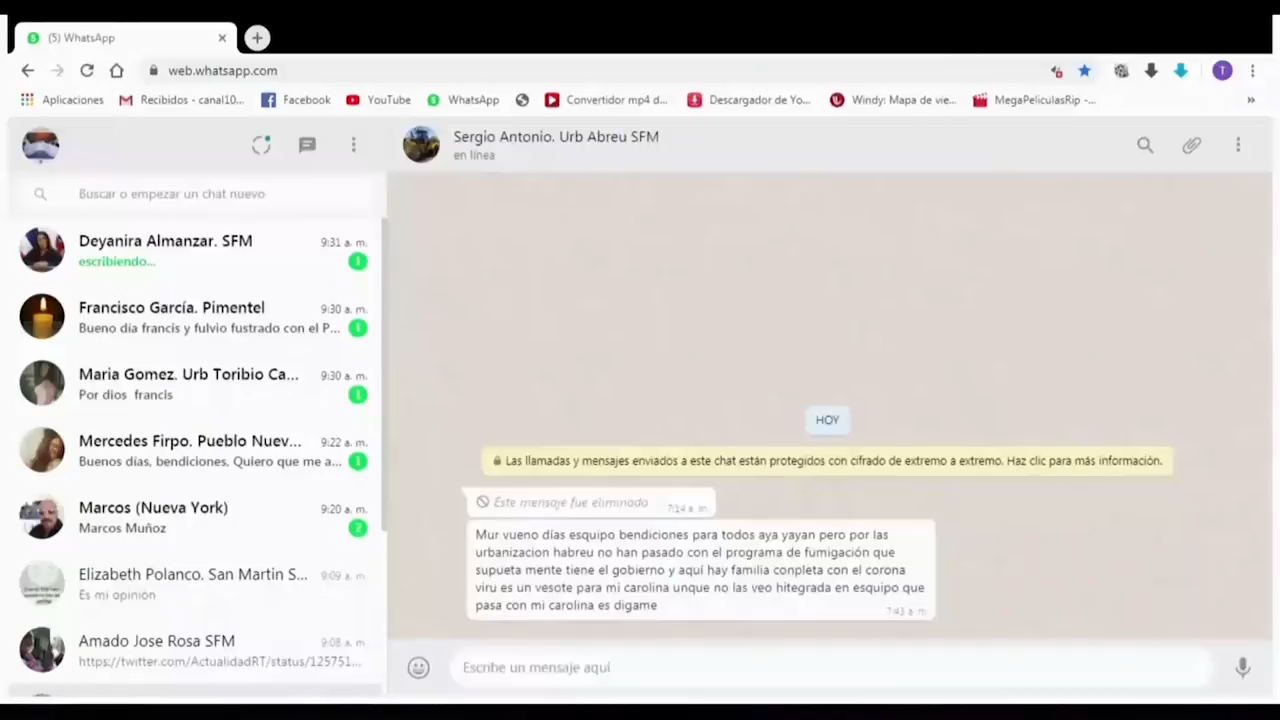 (5) WhatsApp
web.whatsapp.com
T
Aplicaciones
Recibidos - canal10...
Facebook
YouTube
WhatsApp
Convertidor mp4 d...
Descargador de Yo...
Windy: Mapa de vie...
MegaPeliculasRip -...
»
Buscar o empezar un chat nuevo
Deyanira Almanzar. SFM
9:31 a. m.
escribiendo...
1
Francisco García. Pimentel
9:30 a. m.
Bueno día francis y fulvio fustrado con el P...
1
Maria Gomez. Urb Toribio Ca...
9:30 a. m.
Por dios francis
1
Mercedes Firpo. Pueblo Nuev...
9:22 a. m.
Buenos días, bendiciones, Quiero que me a...
1
Marcos (Nueva York)
9:20 a. m.
Marcos Muñoz
2
Elizabeth Polanco. San Martin S...
9:09 a. m.
Es mi opinión
Amado Jose Rosa SFM
9:08 a. m.
https://twitter.com/ActualidadRT/status/125751...
Sergio Antonio. Urb Abreu SFM
en línea
HOY
Las llamadas y mensajes enviados a este chat están protegidos con cifrado de extremo a extremo. Haz clic para más información.
Este mensaje fue eliminado
7:14 a. m.
Mur vueno días esquipo bendiciones para todos aya yayan pero por las
urbanizacion habreu no han pasado con el programa de fumigación que
supueta mente tiene el gobierno y aquí hay familia conpleta con el corona
viru es un vesote para mi carolina unque no las veo hitegrada en esquipo que
pasa con mi carolina es digame
7:43 a. m.
Escribe un mensaje aquí